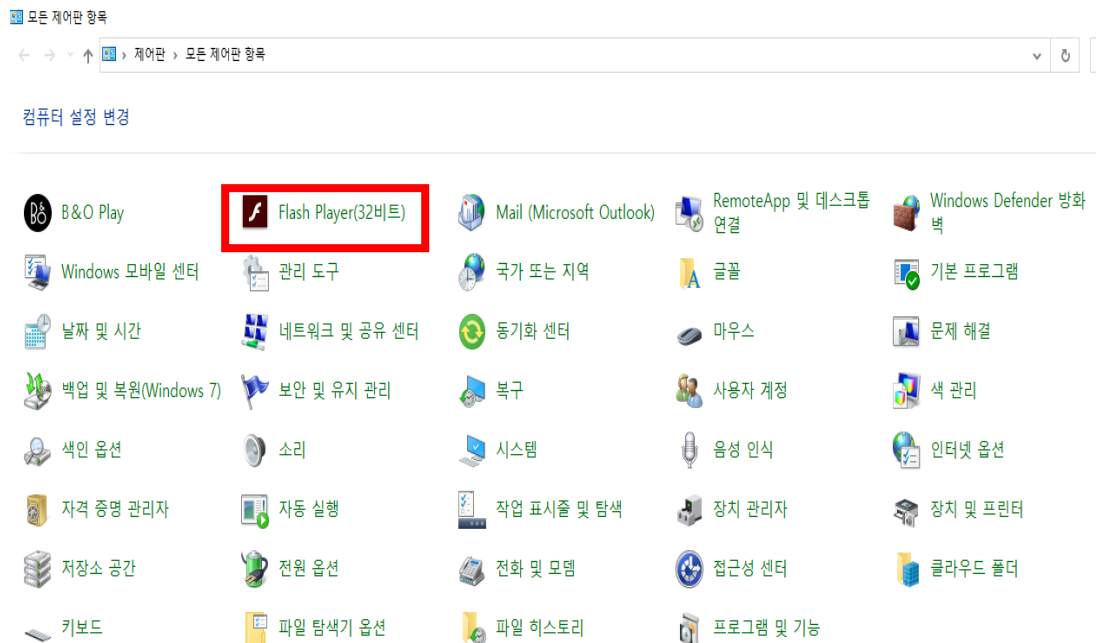 모든 제어판 항목
제어판 › 모든 제어판 항목
컴퓨터 설정 변경
B&O Play
Flash Player(32비트)
Mail (Microsoft Outlook)
RemoteApp 및 데스크톱
연결
Windows Defender 방화
벽
Windows 모바일 센터
관리 도구
국가 또는 지역
글꼴
기본 프로그램
날짜 및 시간
네트워크 및 공유 센터
동기화 센터
마우스
문제 해결
백업 및 복원(Windows 7)
보안 및 유지 관리
복구
사용자 계정
색 관리
색인 옵션
소리
시스템
음성 인식
인터넷 옵션
자격 증명 관리자
자동 실행
작업 표시줄 및 탐색
장치 관리자
장치 및 프린터
저장소 공간
전원 옵션
전화 및 모뎀
접근성 센터
클라우드 폴더
키보드
파일 탐색기 옵션
파일 히스토리
프로그램 및 기능